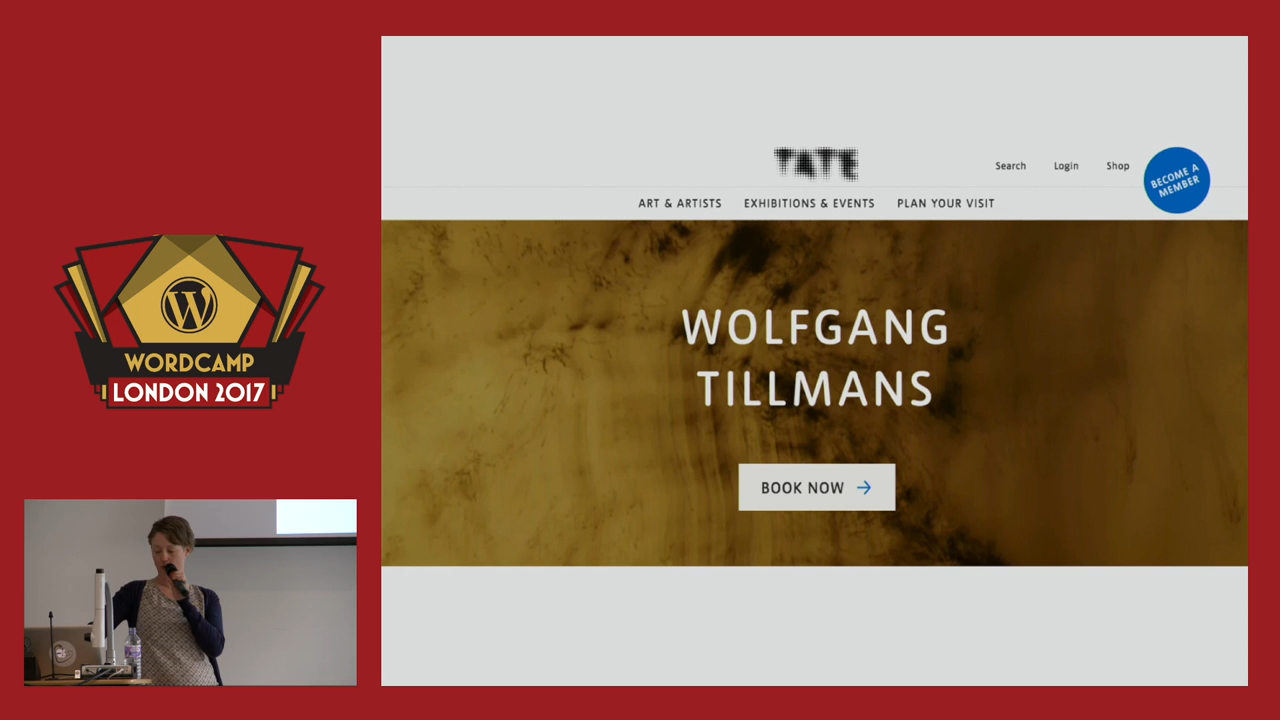 WORDCAMP
LONDON 2017
TATE
Search Login Shop
BECOME A
MEMBER
ART & ARTISTS EXHIBITIONS & EVENTS PLAN YOUR VISIT
WOLFGANG
TILLMANS
BOOK NOW →